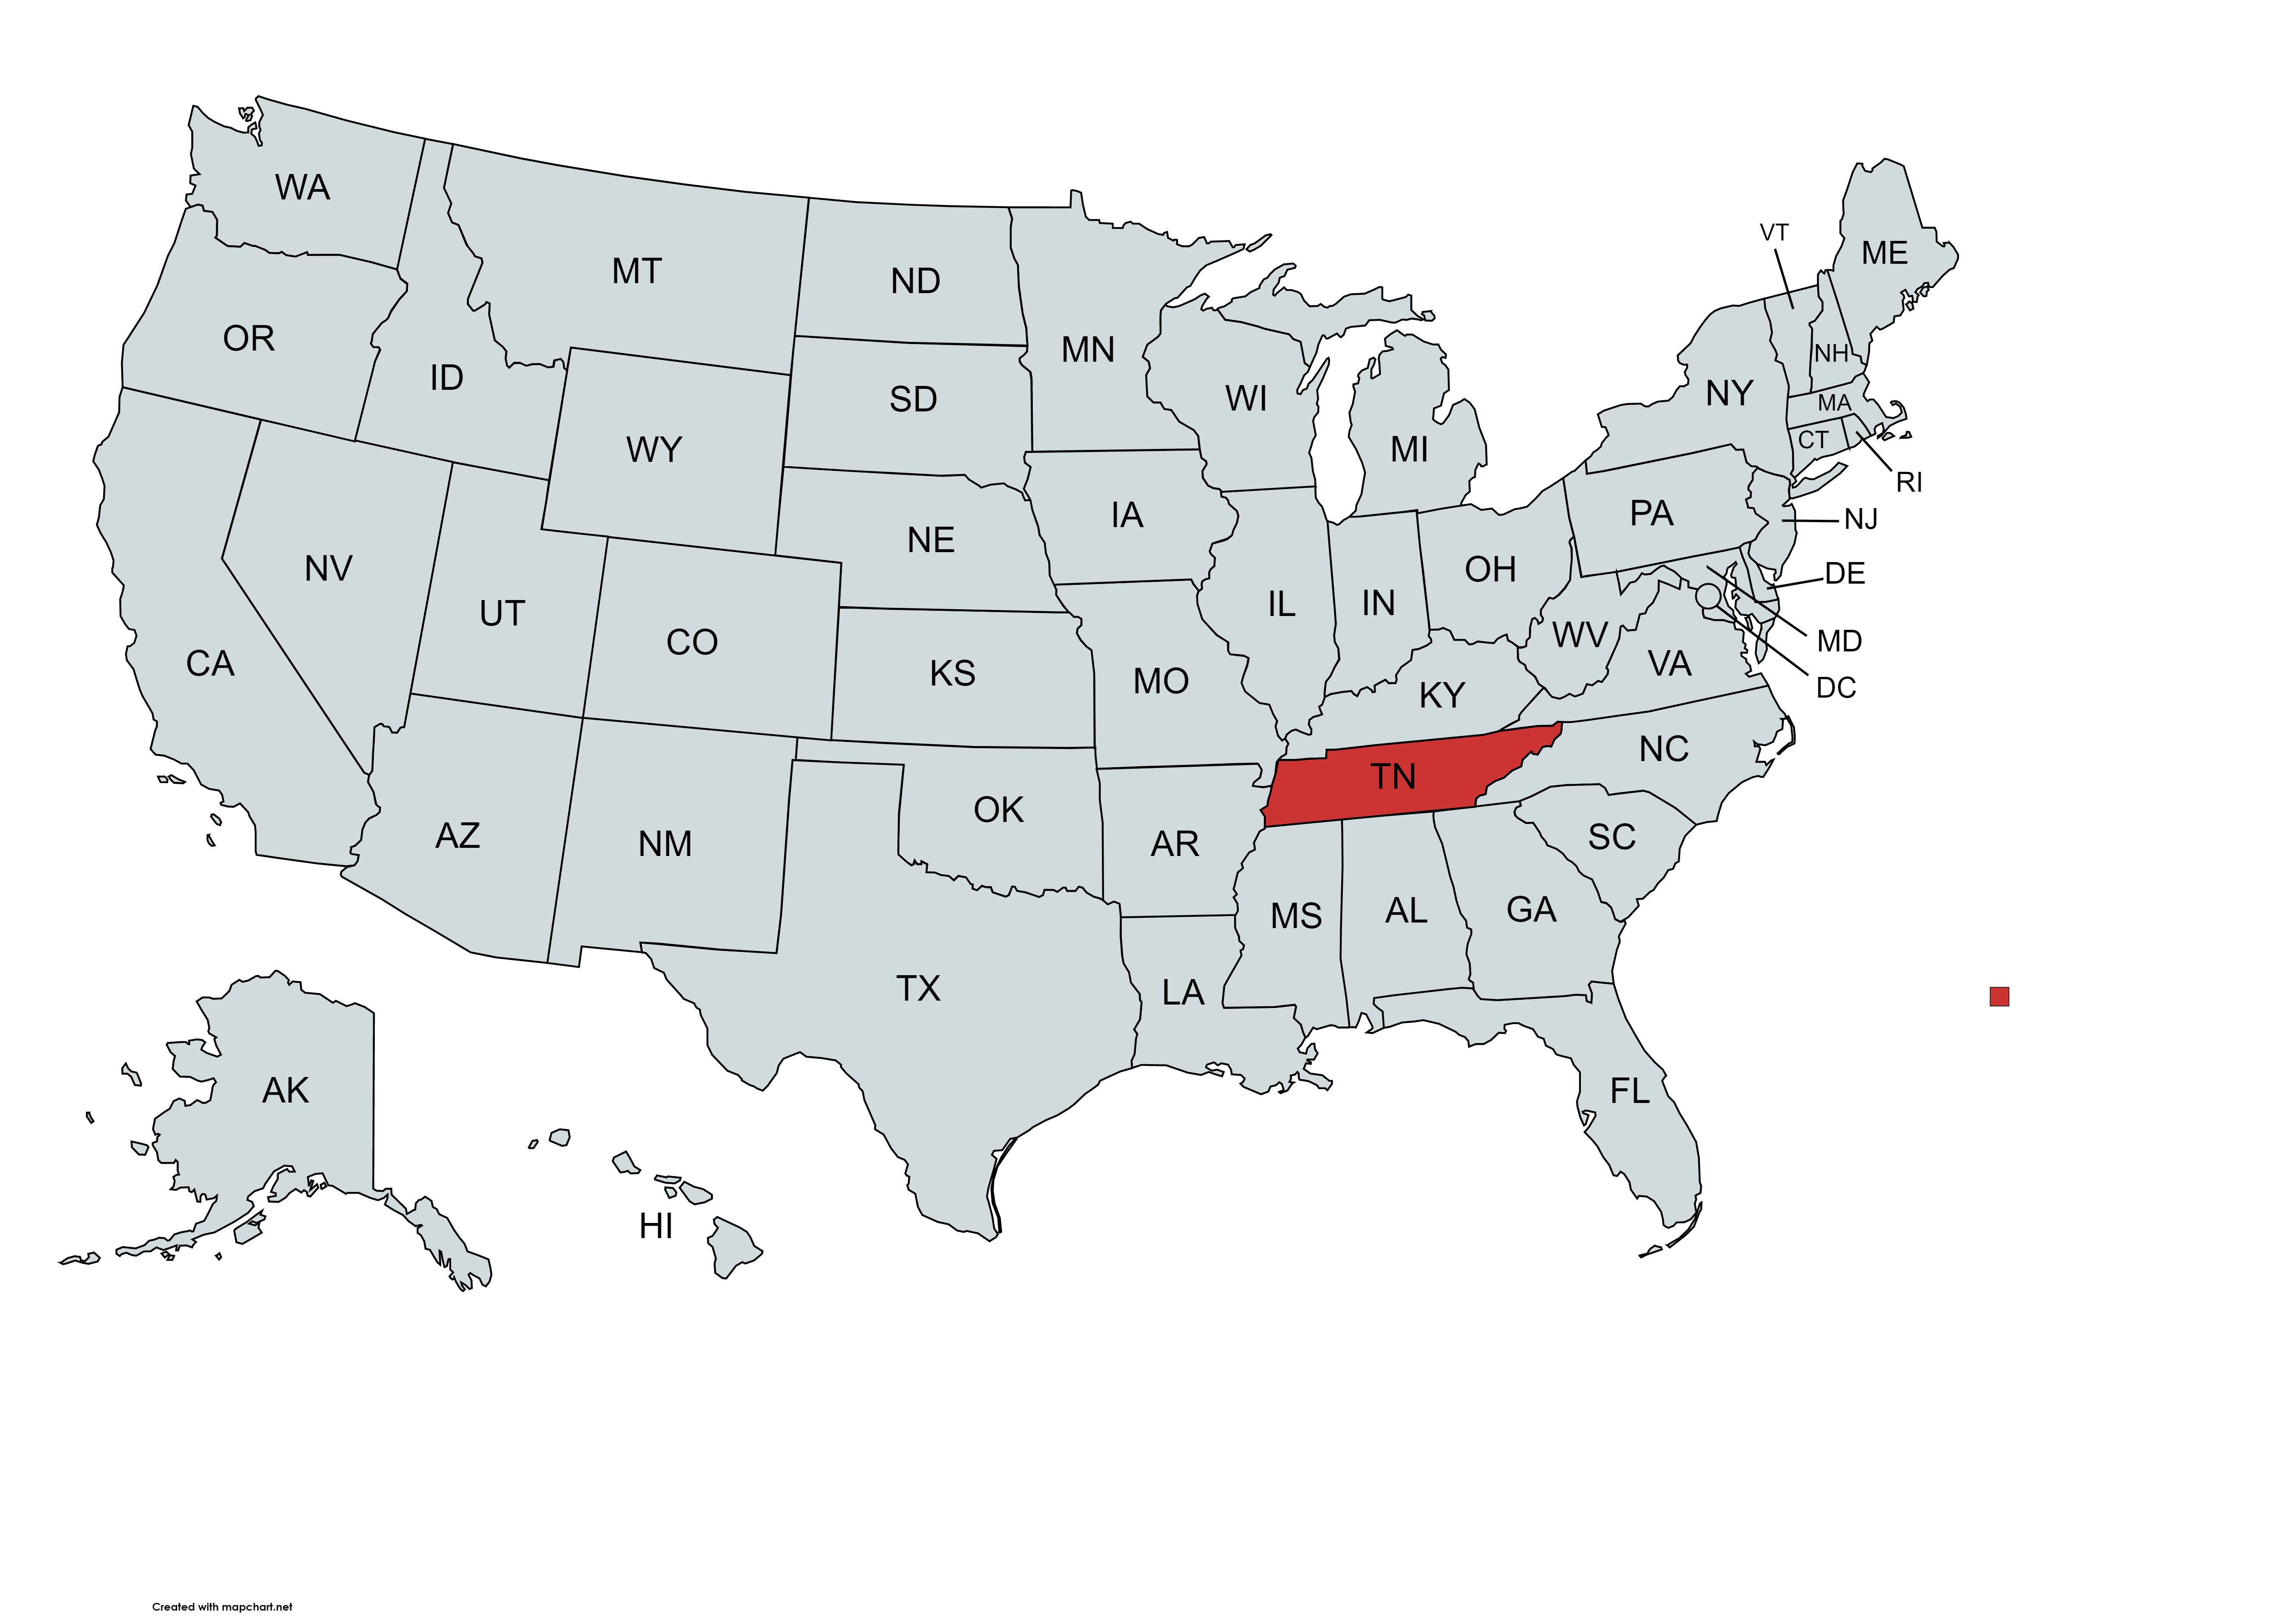 WA
MT
ND
MN
VT
ME
OR
ID
SD
WI
MI
NY
NH
MA
CT
RI
WY
NE
IA
PA
NJ
NV
UT
CO
IL
IN
OH
DE
CA
KS
MO
KY
WV
VA
MD
DC
AZ
NM
OK
AR
TN
NC
SC
TX
LA
MS
AL
GA
AK
HI
FL
Created with mapchart.net